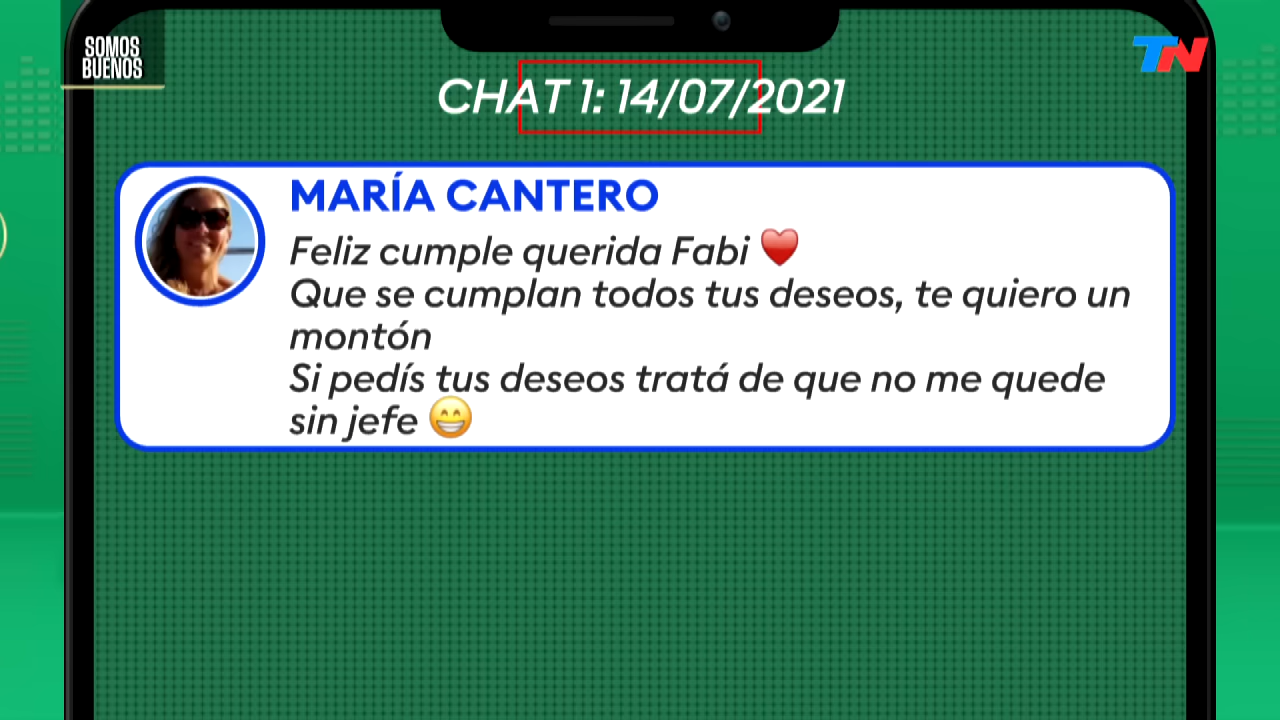 SOMOS
BUENOS
TN
CHAT 1: 14/07/2021
MARÍA CANTERO
Feliz cumple querida Fabi ♥️
Que se cumplan todos tus deseos, te quiero un
montón
Si pedís tus deseos tratá de que no me quede
sin jefe 😁